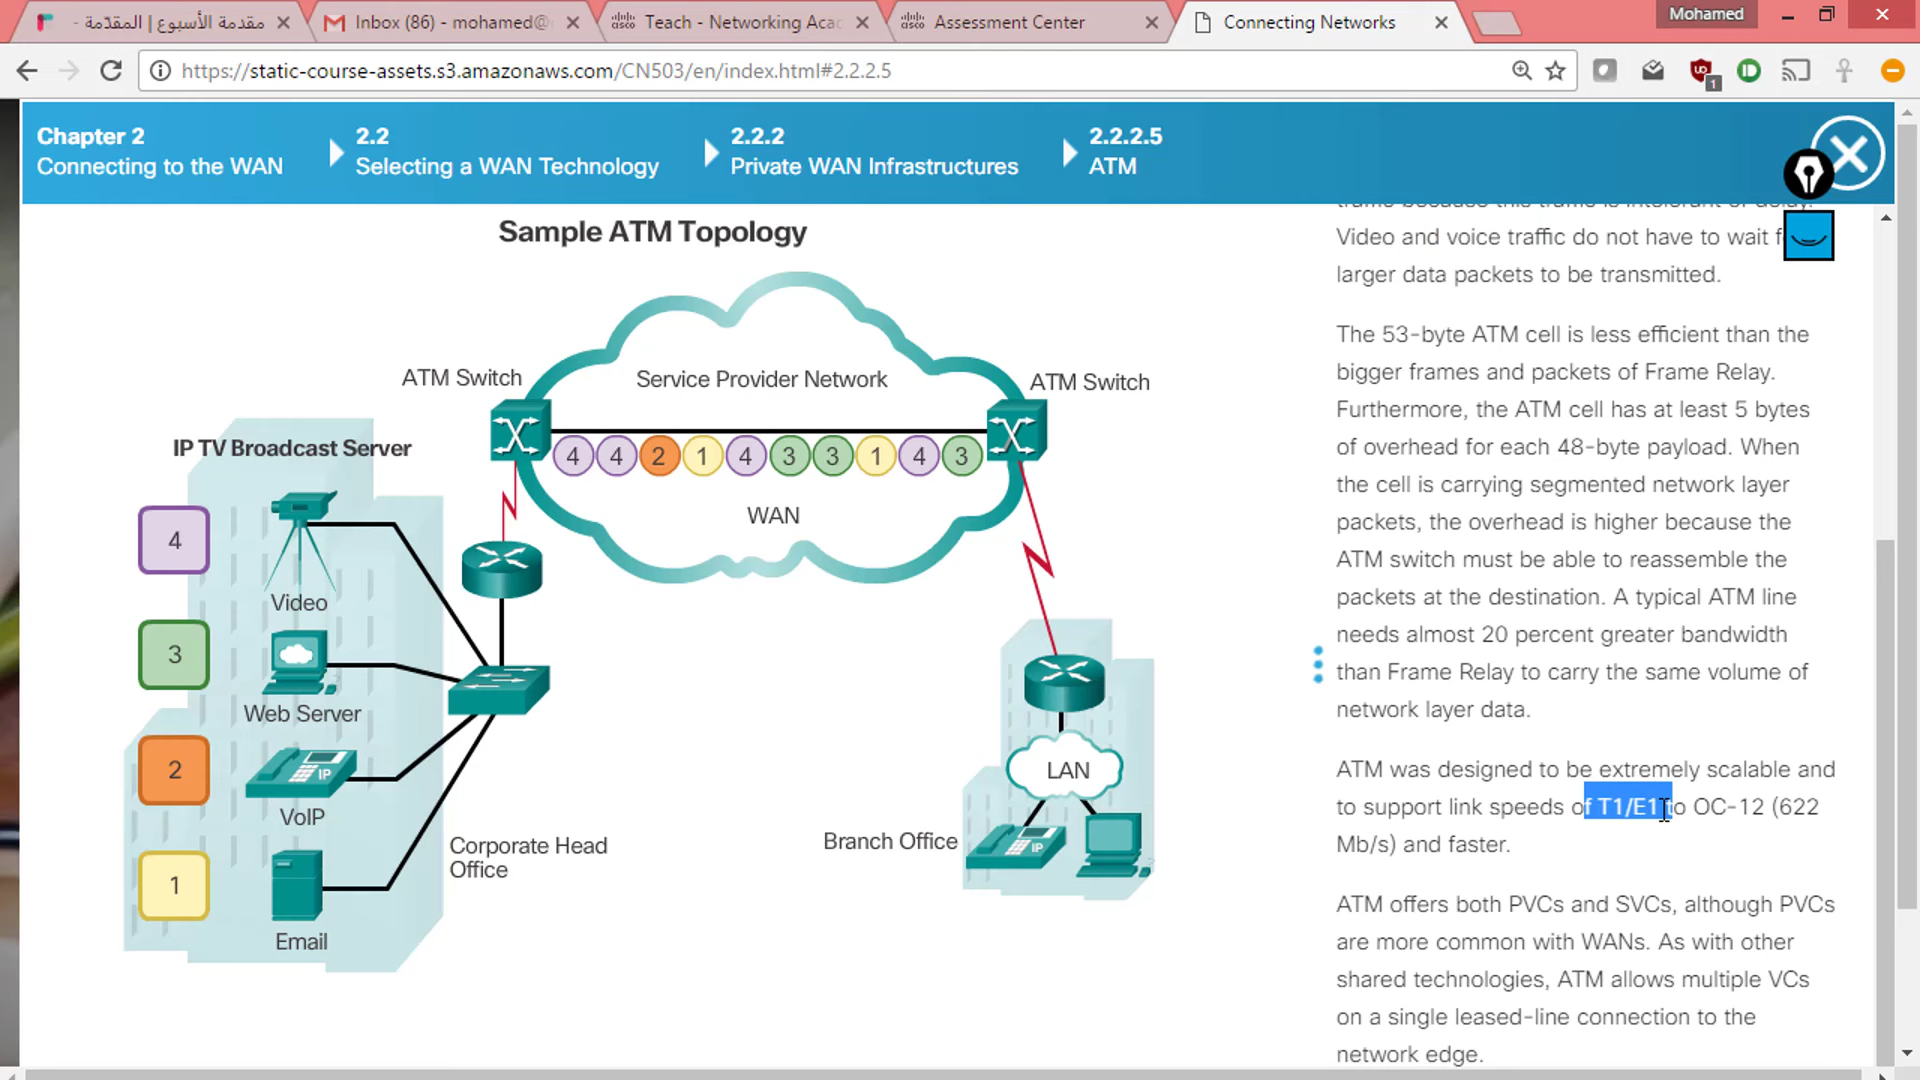 مقدمة الأسبوع | المقدّمة -
Inbox (86) - mohamed@
Teach - Networking Aca
Assessment Center
Connecting Networks
Mohamed
https://static-course-assets.s3.amazonaws.com/CN503/en/index.html#2.2.2.5
1
Chapter 2
Connecting to the WAN
2.2
Selecting a WAN Technology
2.2.2
Private WAN Infrastructures
2.2.2.5
ATM
Sample ATM Topology
ATM Switch
Service Provider Network
ATM Switch
4 4 2 1 4 3 3 1 4 3
WAN
IP TV Broadcast Server
4
Video
3
Web Server
2
IP
VoIP
1
Email
Corporate Head
Office
LAN
Branch Office
IP
Video and voice traffic do not have to wait
larger data packets to be transmitted.
The 53-byte ATM cell is less efficient than the
bigger frames and packets of Frame Relay.
Furthermore, the ATM cell has at least 5 bytes
of overhead for each 48-byte payload. When
the cell is carrying segmented network layer
packets, the overhead is higher because the
ATM switch must be able to reassemble the
packets at the destination. A typical ATM line
needs almost 20 percent greater bandwidth
than Frame Relay to carry the same volume of
network layer data.
ATM was designed to be extremely scalable and
to support link speeds of T1/E1 to OC-12 (622
Mb/s) and faster.
ATM offers both PVCs and SVCs, although PVCs
are more common with WANs. As with other
shared technologies, ATM allows multiple VCs
on a single leased-line connection to the
network edge.